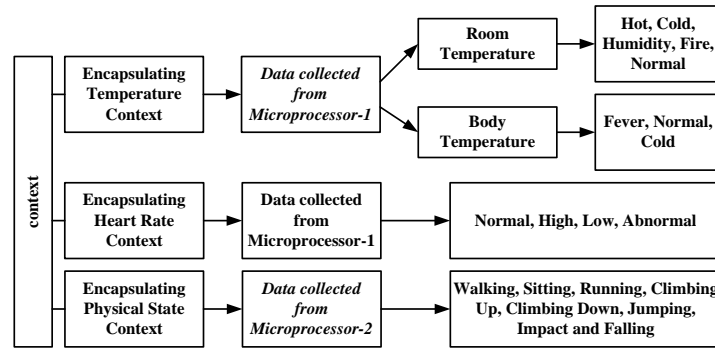 context
Encapsulating
Temperature
Context
Data collected
from
Microprocessor-1
Room
Temperature
Hot, Cold,
Humidity, Fire,
Normal
Body
Temperature
Fever, Normal,
Cold
Encapsulating
Heart Rate
Context
Data collected
from
Microprocessor-1
Normal, High, Low, Abnormal
Encapsulating
Physical State
Context
Data collected
from
Microprocessor-2
Walking, Sitting, Running, Climbing
Up, Climbing Down, Jumping,
Impact and Falling